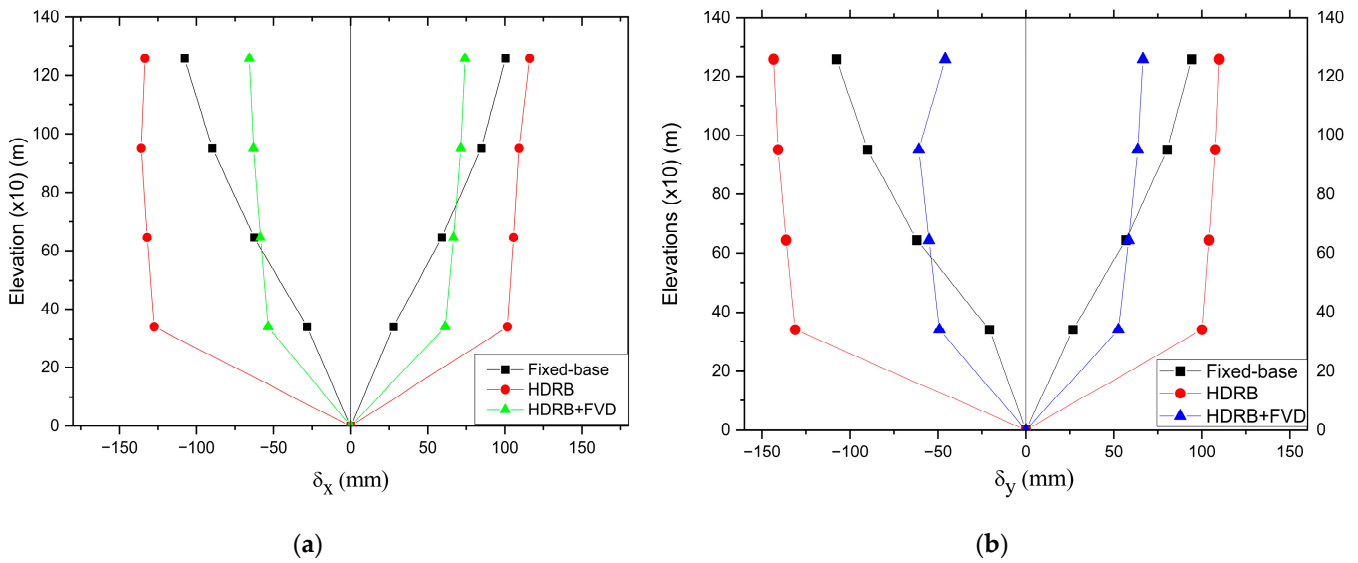 140
120
100
80
60
40
20
0
Elevation (x10) (m)
−150 −100 −50 0 50 100 150
δx (mm)
Fixed-base
HDRB
HDRB+FVD
(a)
140
120
100
80
60
40
20
0
Elevations (x10) (m)
140
120
100
80
60
40
20
0
−150 −100 −50 0 50 100 150
δy (mm)
Fixed-base
HDRB
HDRB+FVD
(b)